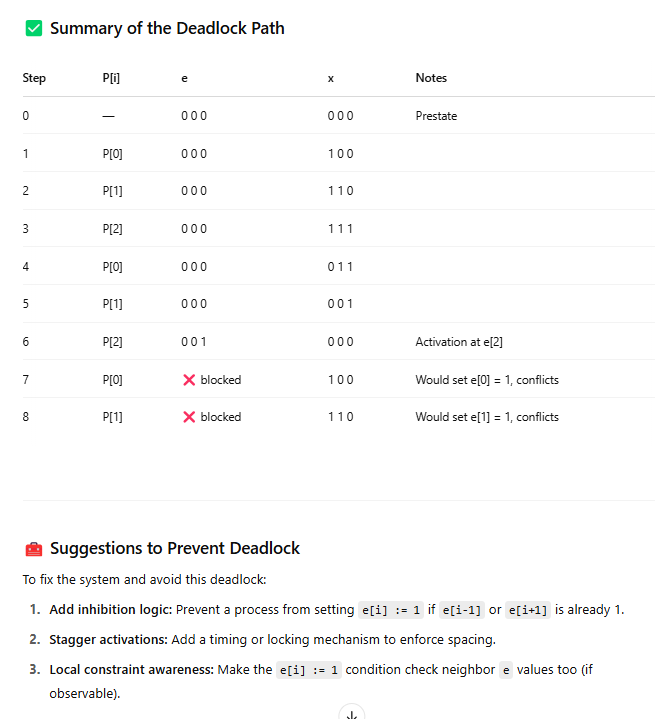 ✅ Summary of the Deadlock Path
Step P[i] e x Notes
0 — 0 0 0 0 0 0 Prestate
1 P[0] 0 0 0 1 0 0
2 P[1] 0 0 0 1 1 0
3 P[2] 0 0 0 1 1 1
4 P[0] 0 0 0 0 1 1
5 P[1] 0 0 0 0 0 1
6 P[2] 0 0 1 0 0 0 Activation at e[2]
7 P[0] ❌ blocked 1 0 0 Would set e[0] = 1, conflicts
8 P[1] ❌ blocked 1 1 0 Would set e[1] = 1, conflicts
🧰 Suggestions to Prevent Deadlock
To fix the system and avoid this deadlock:
1. Add inhibition logic: Prevent a process from setting e[i] := 1 if e[i-1] or e[i+1] is already 1.
2. Stagger activations: Add a timing or locking mechanism to enforce spacing.
3. Local constraint awareness: Make the e[i] := 1 condition check neighbor e values too (if
observable).